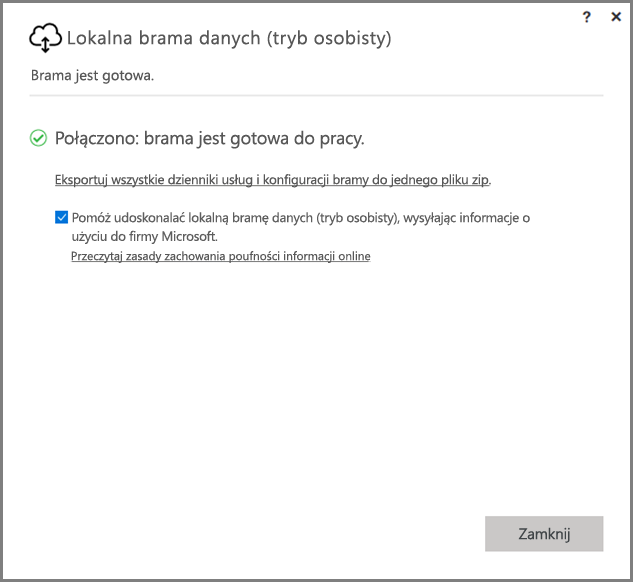 ?
Lokalna brama danych (tryb osobisty)
Brama jest gotowa.
Połączono: brama jest gotowa do pracy.
Eksportuj wszystkie dzienniki usług i konfiguracji bramy do jednego pliku zip.
Pomóż udoskonalać lokalną bramę danych (tryb osobisty), wysyłając informacje o
użyciu do firmy Microsoft.
Przeczytaj zasady zachowania poufności informacji online
Zamknij